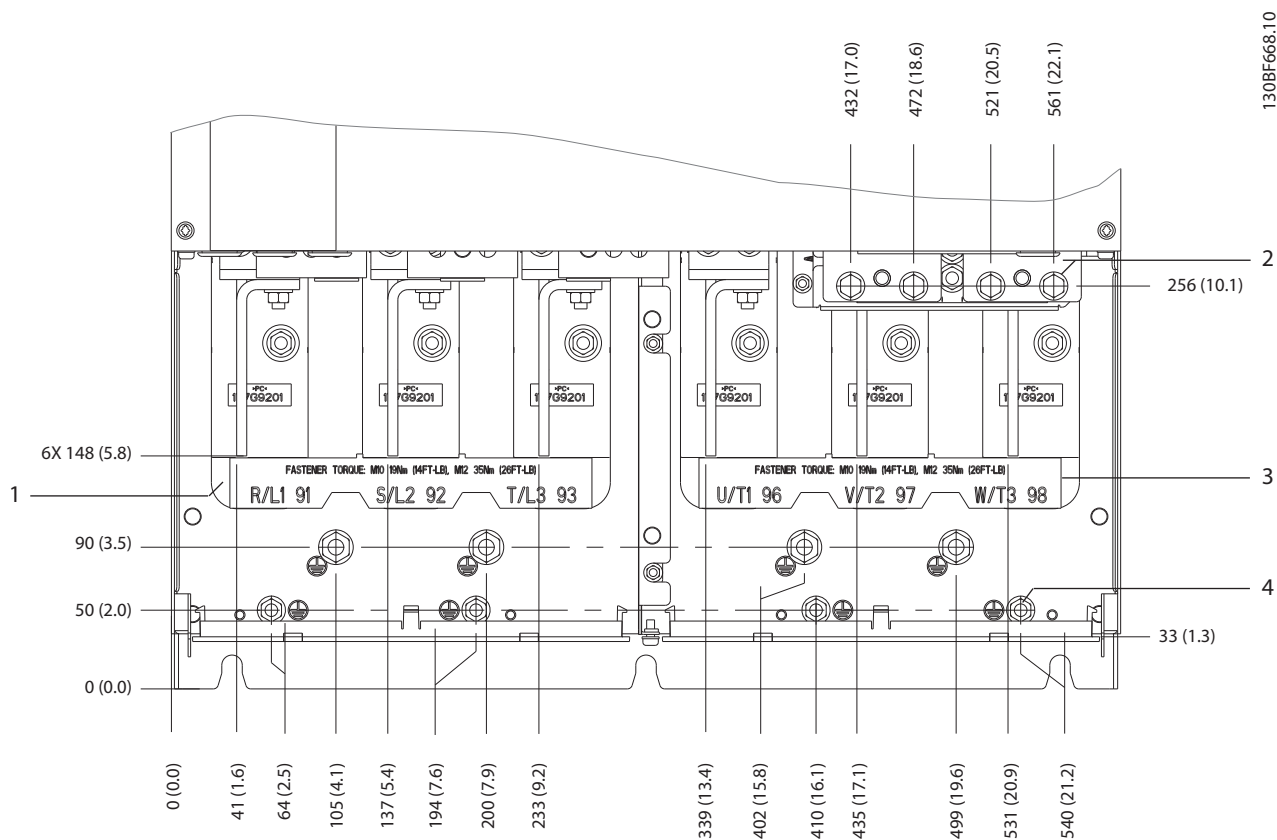 130BF668.10
432 (17.0)
472 (18.6)
521 (20.5)
561 (22.1)
2
256 (10.1)
>PC<
>PC<
>PC<
>PC<
>PC<
>PC<
6X 148 (5.8)
FASTENER TORQUE: M10 19Nm (14FT-LB), M12 35Nm (26FT-LB)
FASTENER TORQUE: M10 19Nm (14FT-LB), M12 35Nm (26FT-LB)
1
R/L1 91
S/L2 92
T/L3 93
U/T1 96
V/T2 97
W/T3 98
3
90 (3.5)
50 (2.0)
4
33 (1.3)
0 (0.0)
0 (0.0)
41 (1.6)
64 (2.5)
105 (4.1)
137 (5.4)
194 (7.6)
200 (7.9)
233 (9.2)
339 (13.4)
402 (15.8)
410 (16.1)
435 (17.1)
499 (19.6)
531 (20.9)
540 (21.2)